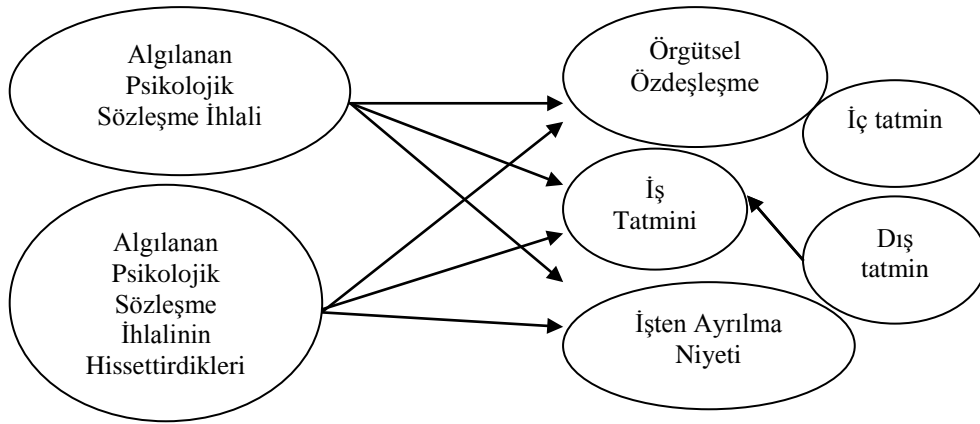 Algılanan
Psikolojik
Sözleşme İhlali
Algılanan
Psikolojik
Sözleşme
İhlalinin
Hissettirdikleri
Örgütsel
Özdeşleşme
İş
Tatmini
İşten Ayrılma
Niyeti
İç tatmin
Dış
tatmin